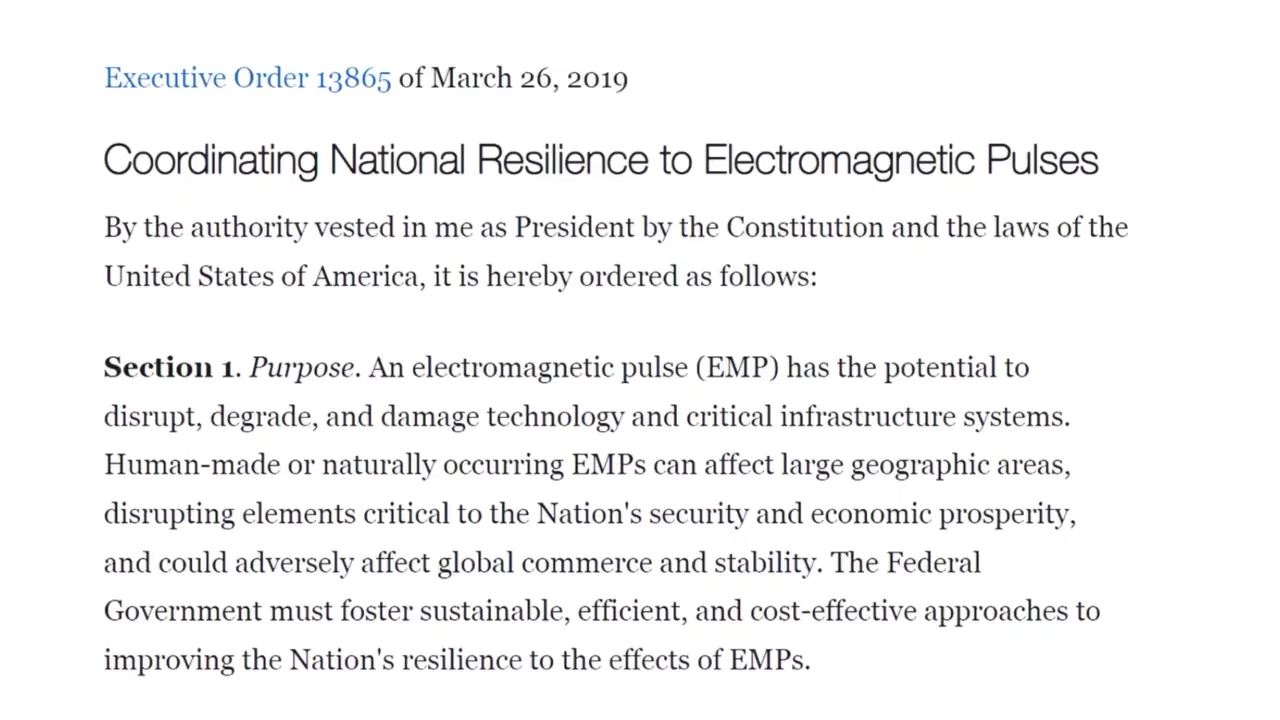 Executive Order 13865 of March 26, 2019
Coordinating National Resilience to Electromagnetic Pulses
By the authority vested in me as President by the Constitution and the laws of the
United States of America, it is hereby ordered as follows:
Section 1. Purpose. An electromagnetic pulse (EMP) has the potential to
disrupt, degrade, and damage technology and critical infrastructure systems.
Human-made or naturally occurring EMPs can affect large geographic areas,
disrupting elements critical to the Nation's security and economic prosperity,
and could adversely affect global commerce and stability. The Federal
Government must foster sustainable, efficient, and cost-effective approaches to
improving the Nation's resilience to the effects of EMPs.